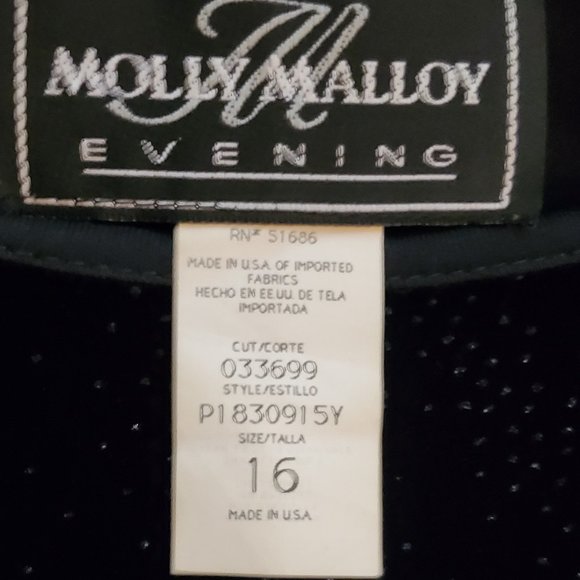 M
MOLLY MALLOY
EVENING
RN# 51686
MADE IN U.S.A. OF IMPORTED
FABRICS
HECHO EN EE.UU. DE TELA
IMPORTADA
CUT/CORTE
033699
STYLE/ESTILLO
P1830915Y
SIZE/TALLA
16
MADE IN U.S.A